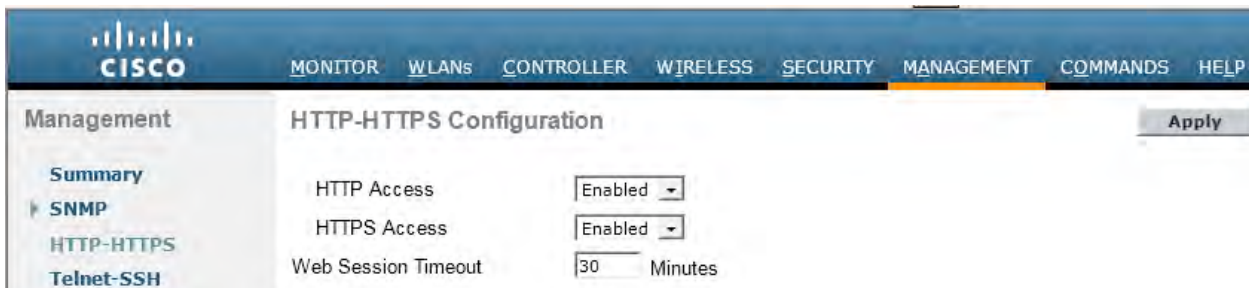 CISCO
MONITOR WLANs CONTROLLER WIRELESS SECURITY MANAGEMENT COMMANDS HELP
Management
Summary
SNMP
HTTP-HTTPS
Telnet-SSH
HTTP-HTTPS Configuration
Apply
HTTP Access Enabled
HTTPS Access Enabled
Web Session Timeout 30 Minutes